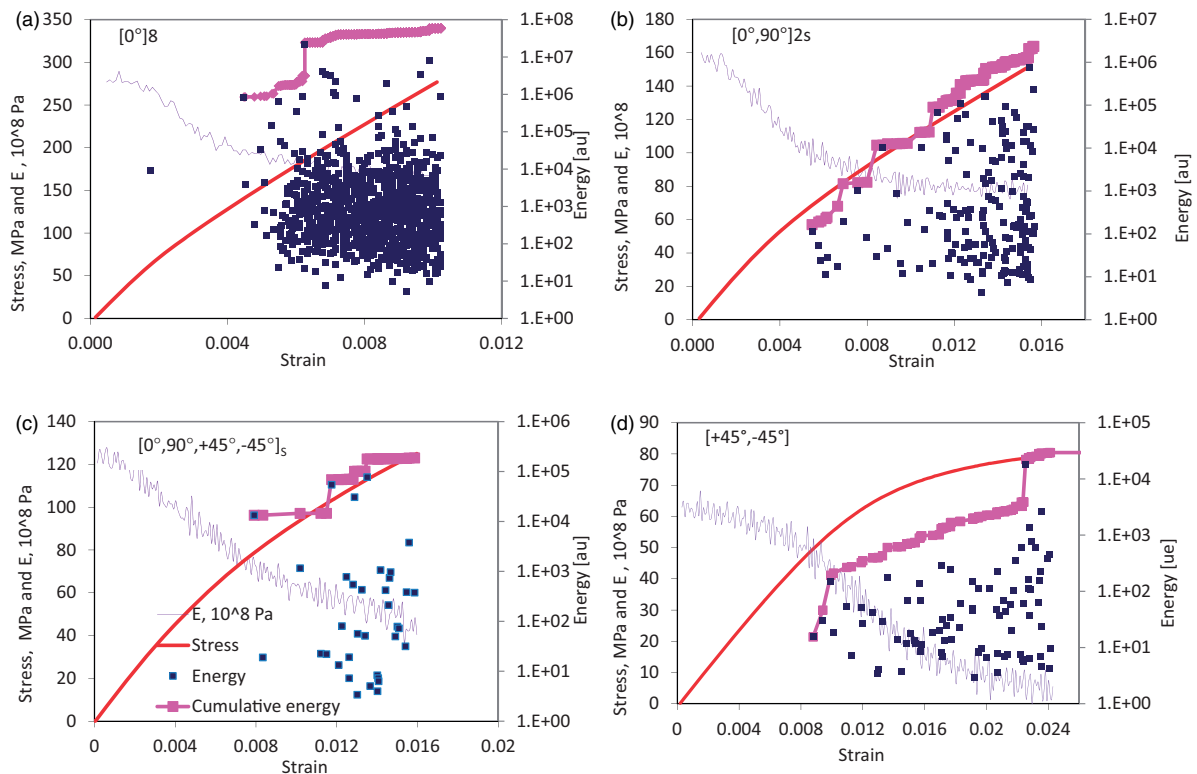 (a)
[0°]8
Stress, MPa and E, 10^8 Pa
350
300
250
200
150
100
50
0
0.000
0.004
0.008
0.012
Strain
1.E+08
1.E+07
1.E+06
1.E+05
1.E+04
1.E+03
1.E+02
1.E+01
1.E+00
Energy [au]
(b)
[0°,90°]2s
Stress, MPa and E, 10^8
180
160
140
120
100
80
60
40
20
0
0.000
0.004
0.008
0.012
0.016
Strain
1.E+07
1.E+06
1.E+05
1.E+04
1.E+03
1.E+02
1.E+01
1.E+00
Energy [au]
(c)
[0°,90°,+45°,-45°]s
Stress, MPa and E, 10^8 Pa
140
120
100
80
60
40
20
0
E, 10^8 Pa
Stress
Energy
Cumulative energy
0
0.004
0.008
0.012
0.016
0.02
Strain
1.E+06
1.E+05
1.E+04
1.E+03
1.E+02
1.E+01
1.E+00
Energy [au]
(d)
[+45°,-45°]
Stress, MPa and E , 10^8 Pa
90
80
70
60
50
40
30
20
10
0
0
0.004
0.008
0.012
0.016
0.02
0.024
Strain
1.E+05
1.E+04
1.E+03
1.E+02
1.E+01
1.E+00
Energy [ue]